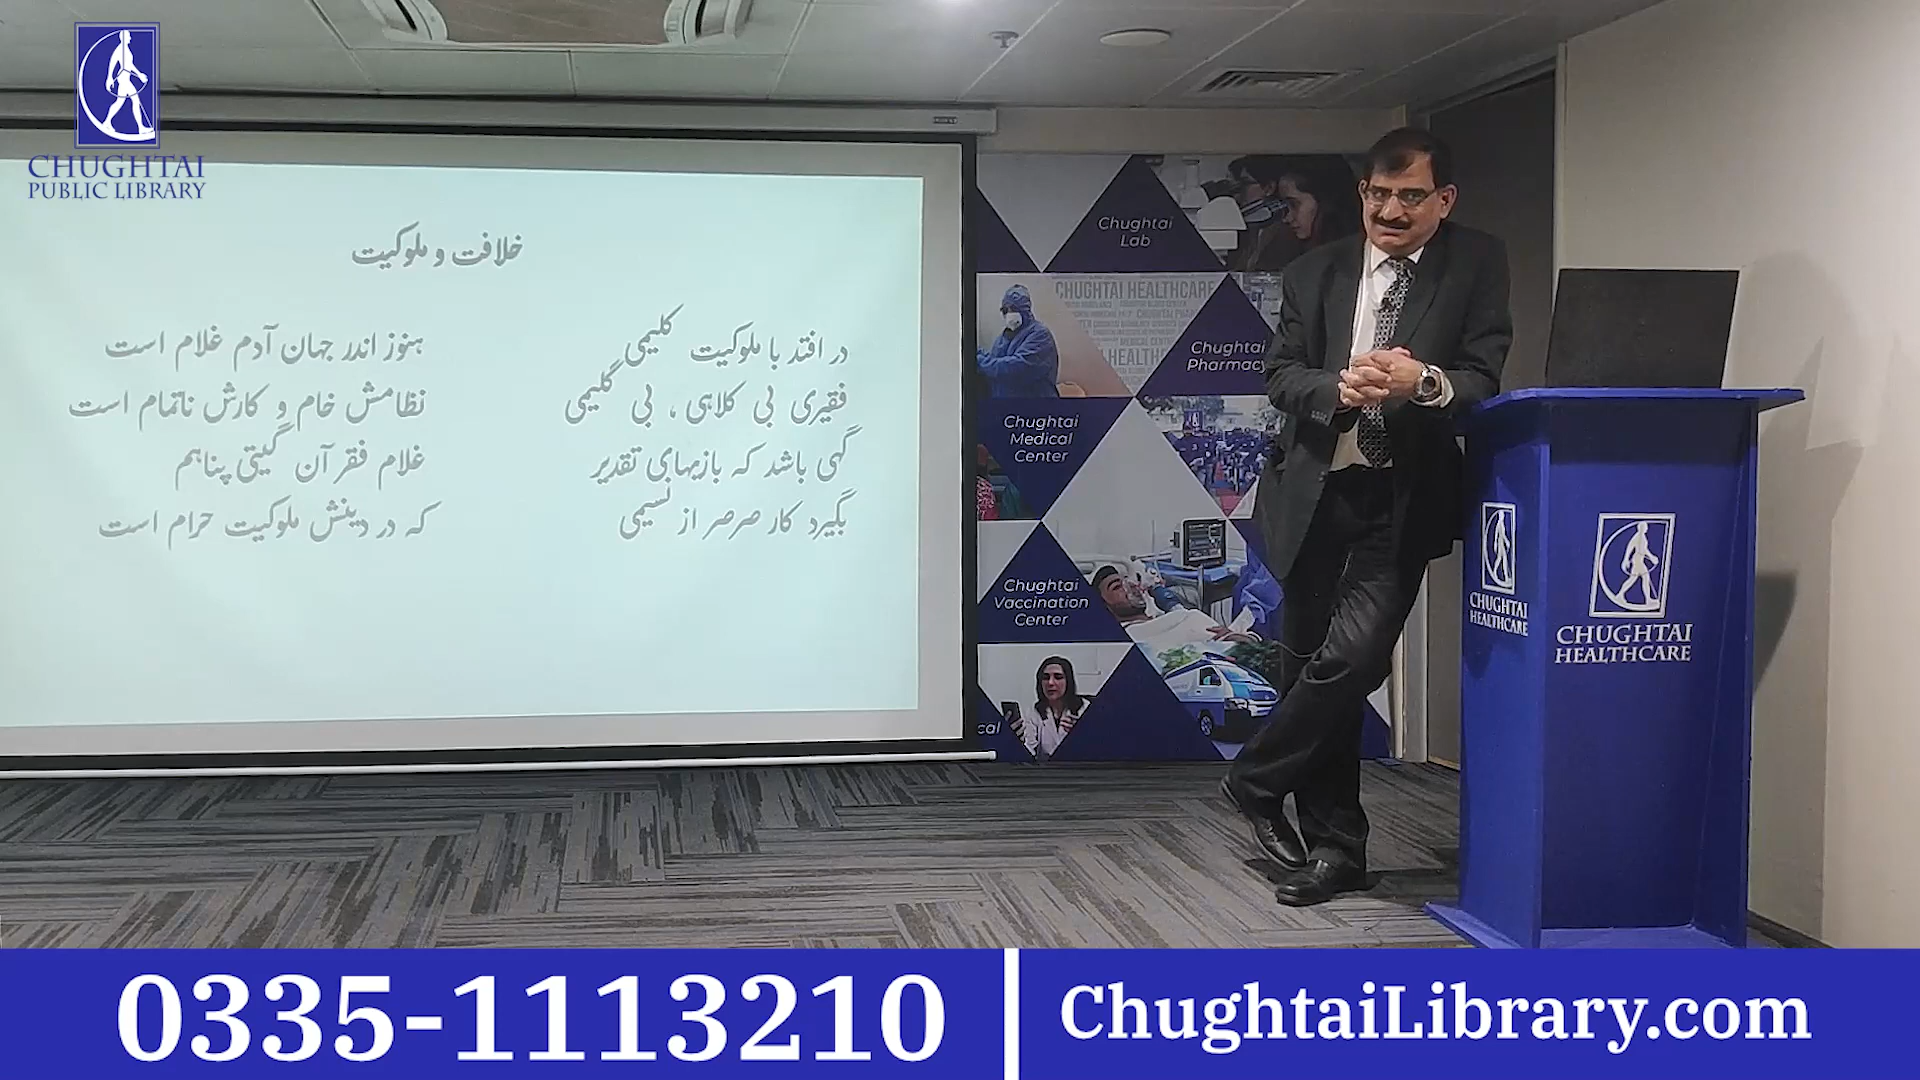 CHUGHTAI
PUBLIC LIBRARY
خلافت و ملوکیت
در افتد با ملوکیت کلیمی
فقیری بی کلاہی ، بی گلیمی
گہی باشد کہ بازیہای تقدیر
بگیرد کار صرصر از نسیمی
ہنوز اندر جہان آدم غلام است
نظامش خام و کارش ناتمام است
غلام فقر آن گیتی پناہم
کہ در دینش ملوکیت حرام است
Chughtai
Lab
CHUGHTAI HEALTHCARE
Chughtai
Pharmacy
Chughtai
Medical
Center
Chughtai
Vaccination
Center
CHUGHTAI
HEALTHCARE
CHUGHTAI
HEALTHCARE
0335-1113210
ChughtaiLibrary.com